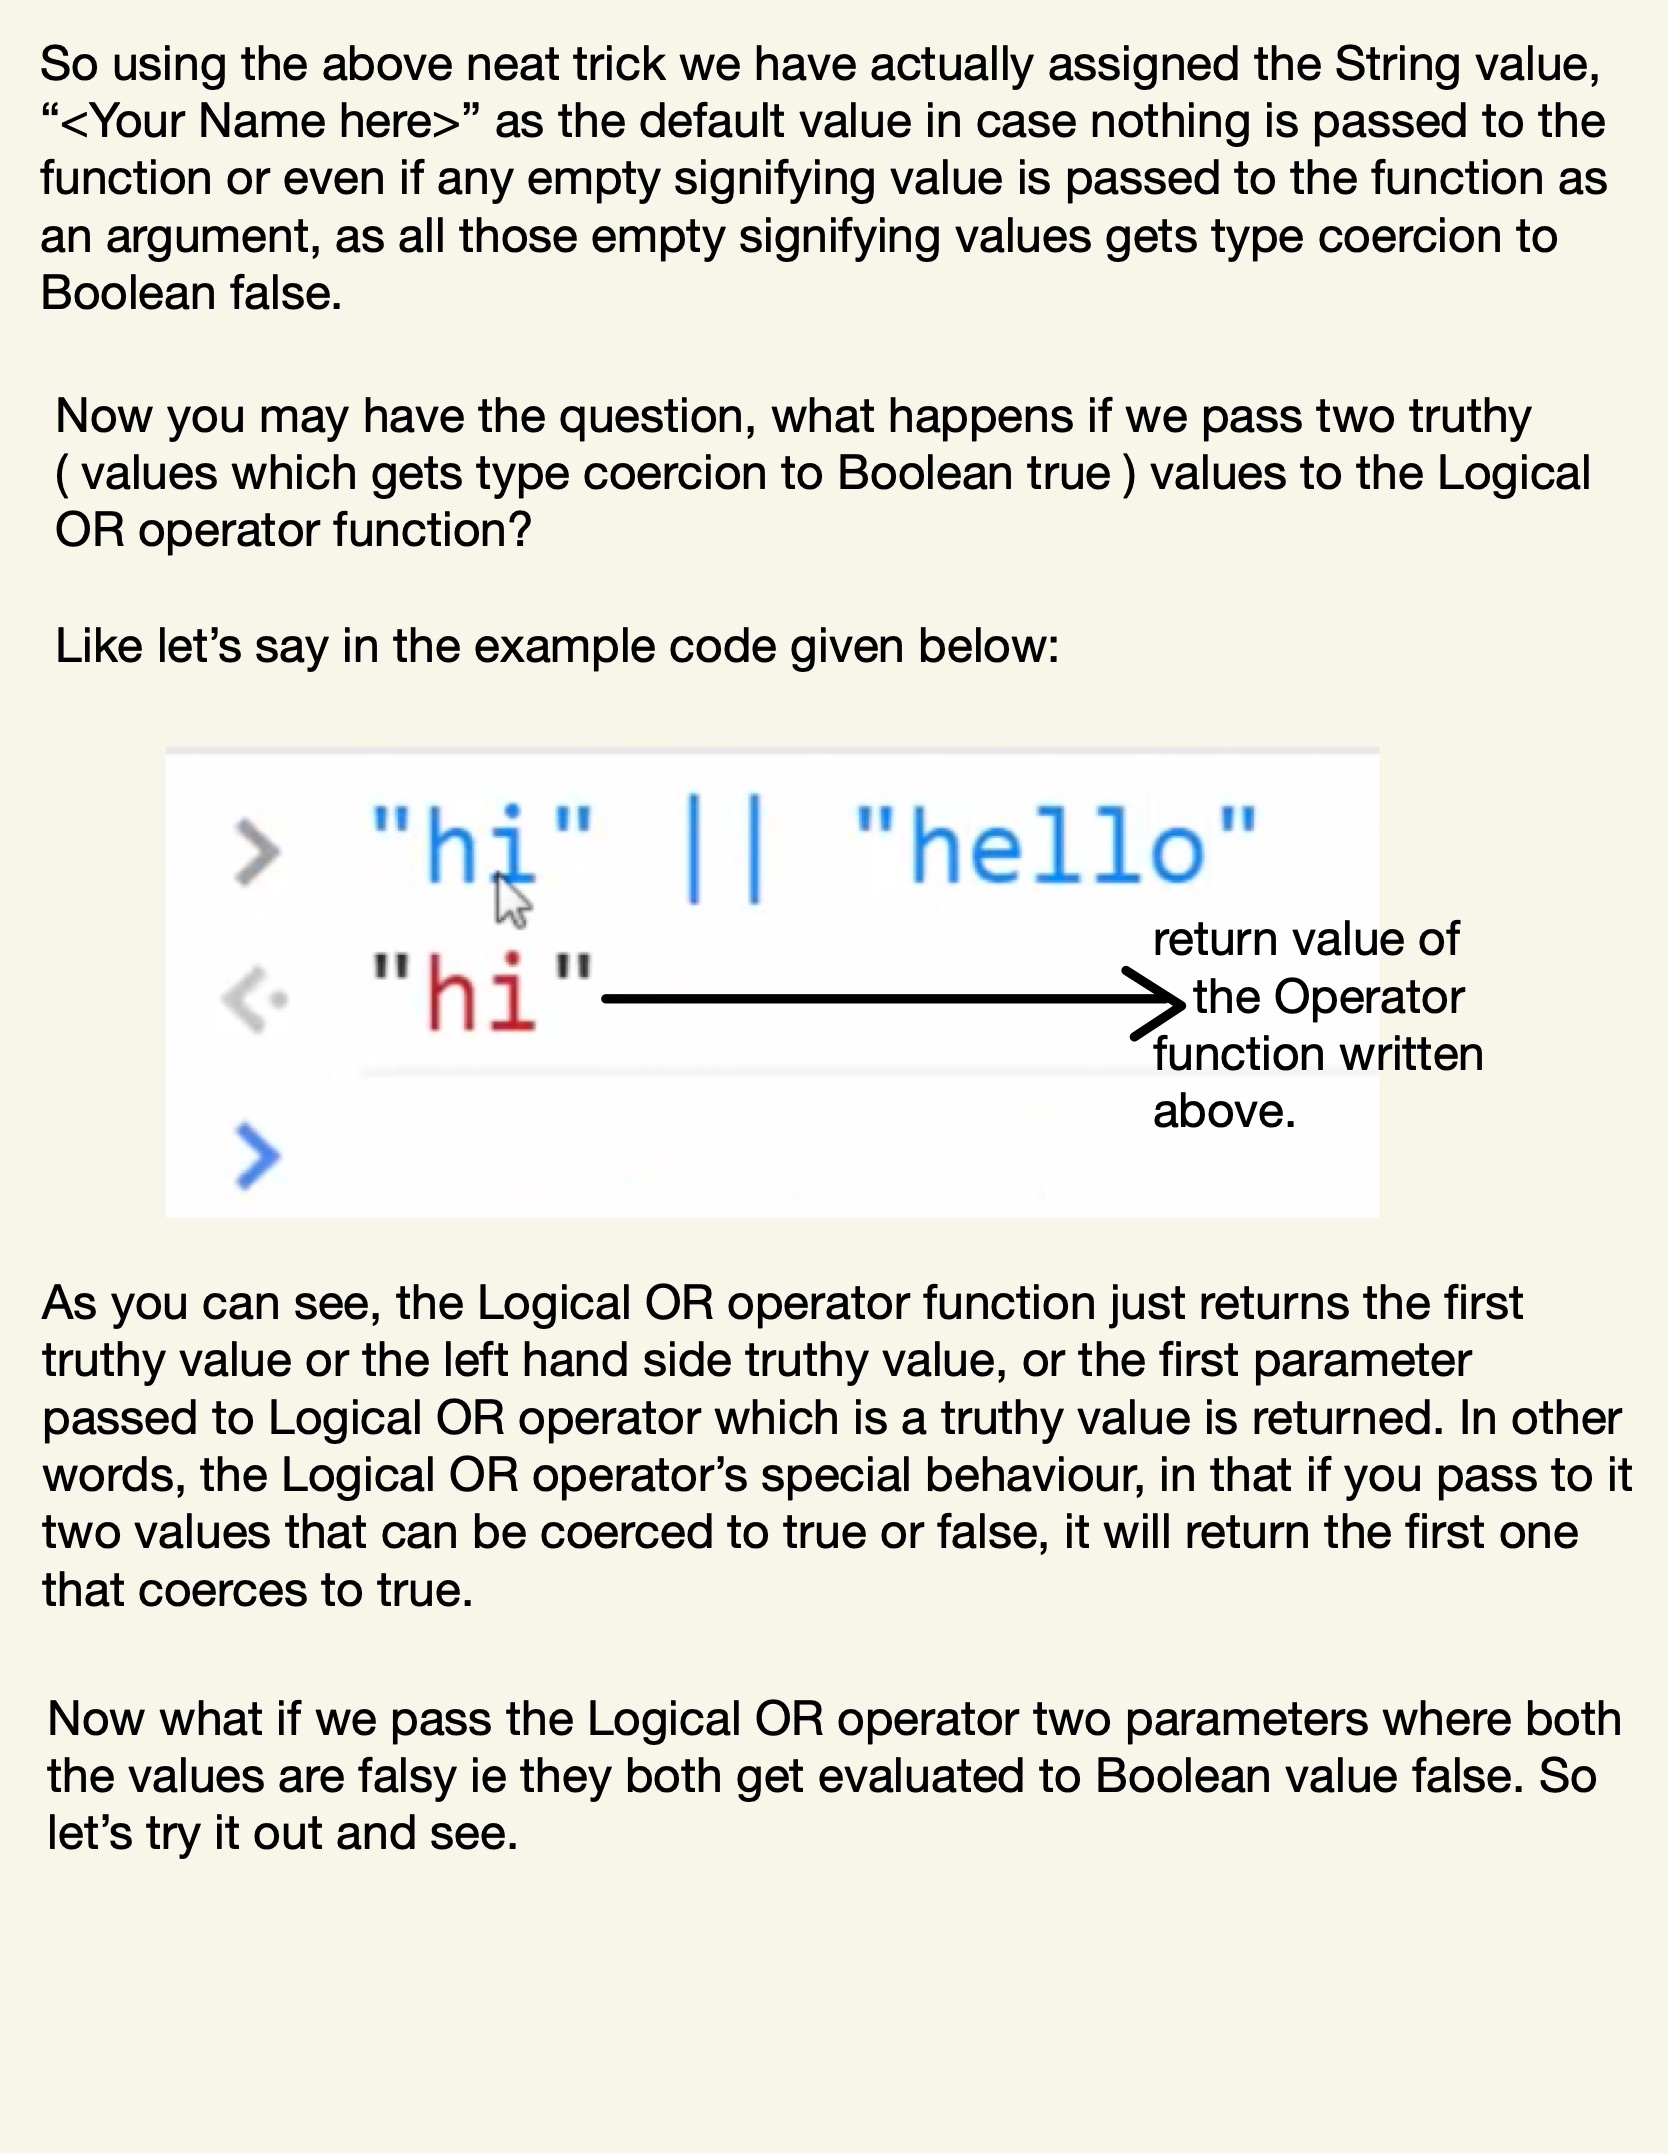 So using the above neat trick we have actually assigned the String value,
“<Your Name here>” as the default value in case nothing is passed to the
function or even if any empty signifying value is passed to the function as
an argument, as all those empty signifying values gets type coercion to
Boolean false.
Now you may have the question, what happens if we pass two truthy
( values which gets type coercion to Boolean true ) values to the Logical
OR operator function?
Like let’s say in the example code given below:
> "hi" || "hello"
"hi"
return value of
the Operator
function written
above.
>
As you can see, the Logical OR operator function just returns the first
truthy value or the left hand side truthy value, or the first parameter
passed to Logical OR operator which is a truthy value is returned. In other
words, the Logical OR operator’s special behaviour, in that if you pass to it
two values that can be coerced to true or false, it will return the first one
that coerces to true.
Now what if we pass the Logical OR operator two parameters where both
the values are falsy ie they both get evaluated to Boolean value false. So
let’s try it out and see.